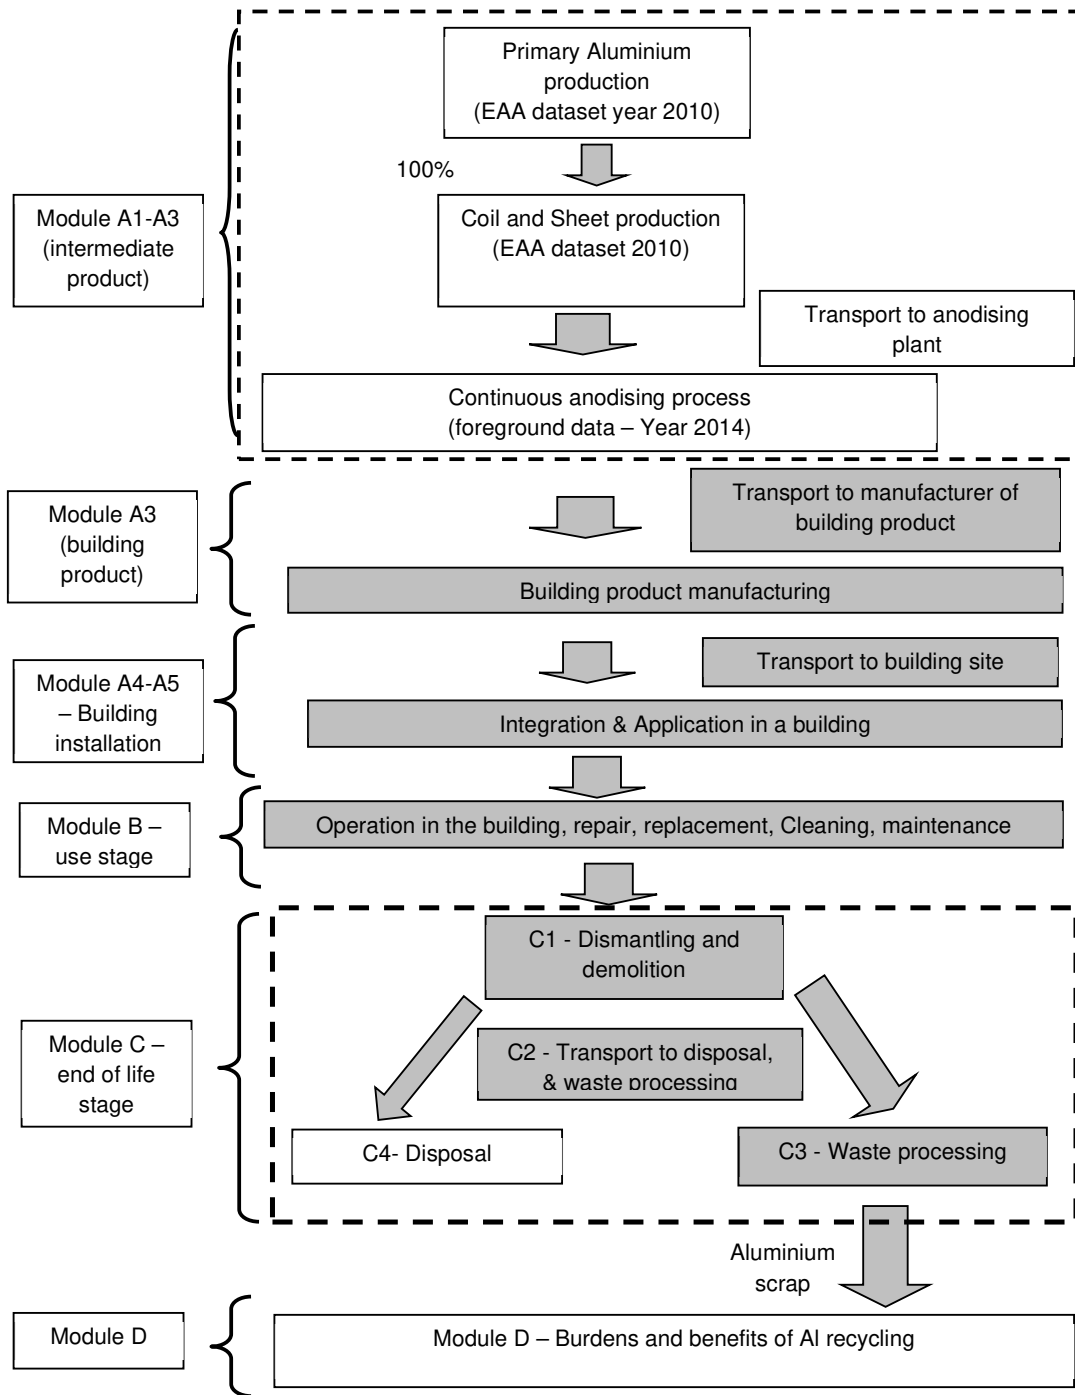 Primary Aluminium
production
(EAA dataset year 2010)
100%
Module A1-A3
(intermediate
product)
Coil and Sheet production
(EAA dataset 2010)
Transport to anodising
plant
Continuous anodising process
(foreground data – Year 2014)
Module A3
(building
product)
Transport to manufacturer of
building product
Building product manufacturing
Module A4-A5
– Building
installation
Transport to building site
Integration & Application in a building
Module B –
use stage
Operation in the building, repair, replacement, Cleaning, maintenance
Module C –
end of life
stage
C1 - Dismantling and
demolition
C2 - Transport to disposal,
& waste processing
C4- Disposal
C3 - Waste processing
Aluminium
scrap
Module D
Module D – Burdens and benefits of Al recycling